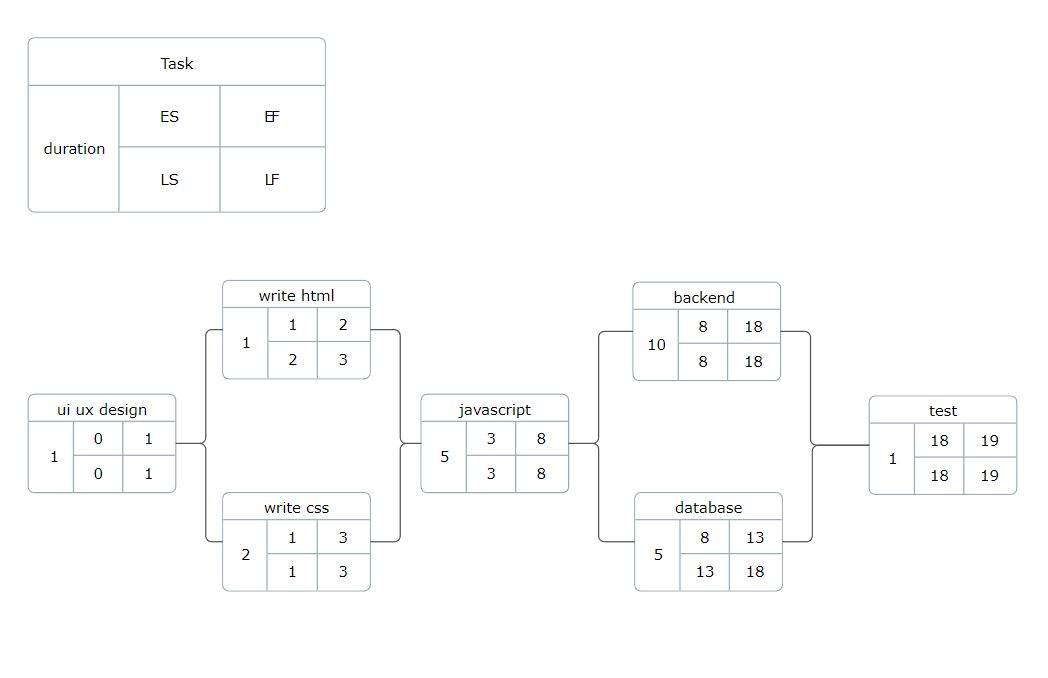 Task
duration
ES EF
LS LF
write html
1
1 2
2 3
backend
10
8 18
8 18
ui ux design
1
0 1
0 1
javascript
5
3 8
3 8
test
1
18 19
18 19
write css
2
1 3
1 3
database
5
8 13
13 18